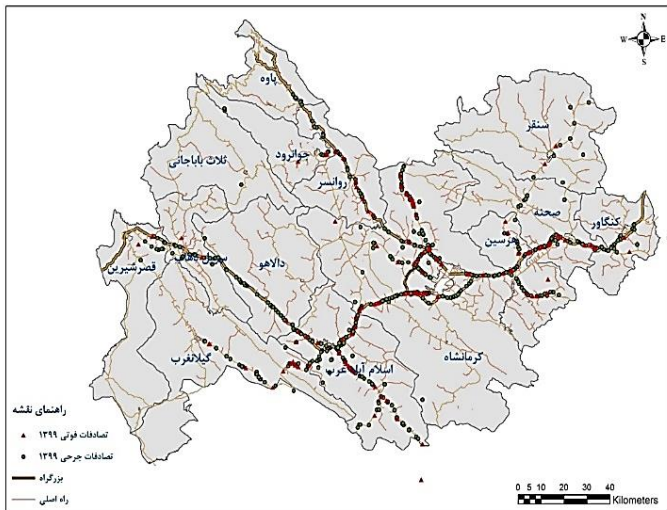 N
W E
S
پاوه
سنقر
جوانرود
ثلاث باباجانی
روانسر
صحنه
کنگاور
هرسین
دالاهو
قصرشیرین
کرمانشاه
گیلانغرب
اسلام آباد غرب
راهنمای نقشه
تصادفات فوتی ۱۳۹۹
تصادفات جرحی ۱۳۹۹
بزرگراه
راه اصلی
0 5 10 20 30 40
Kilometers